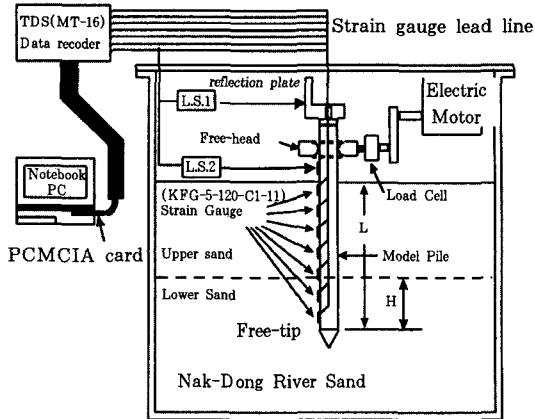 TDS(MT-16)
Data recoder
Strain gauge lead line
reflection plate
Electric
Motor
L.S.1
Free-head
L.S.2
Notebook
PC
Load Cell
(KFG-5-120-C1-11)
Strain Gauge
L
PCMCIA card
Upper sand
Model Pile
Lower Sand
H
Free-tip
Nak-Dong River Sand